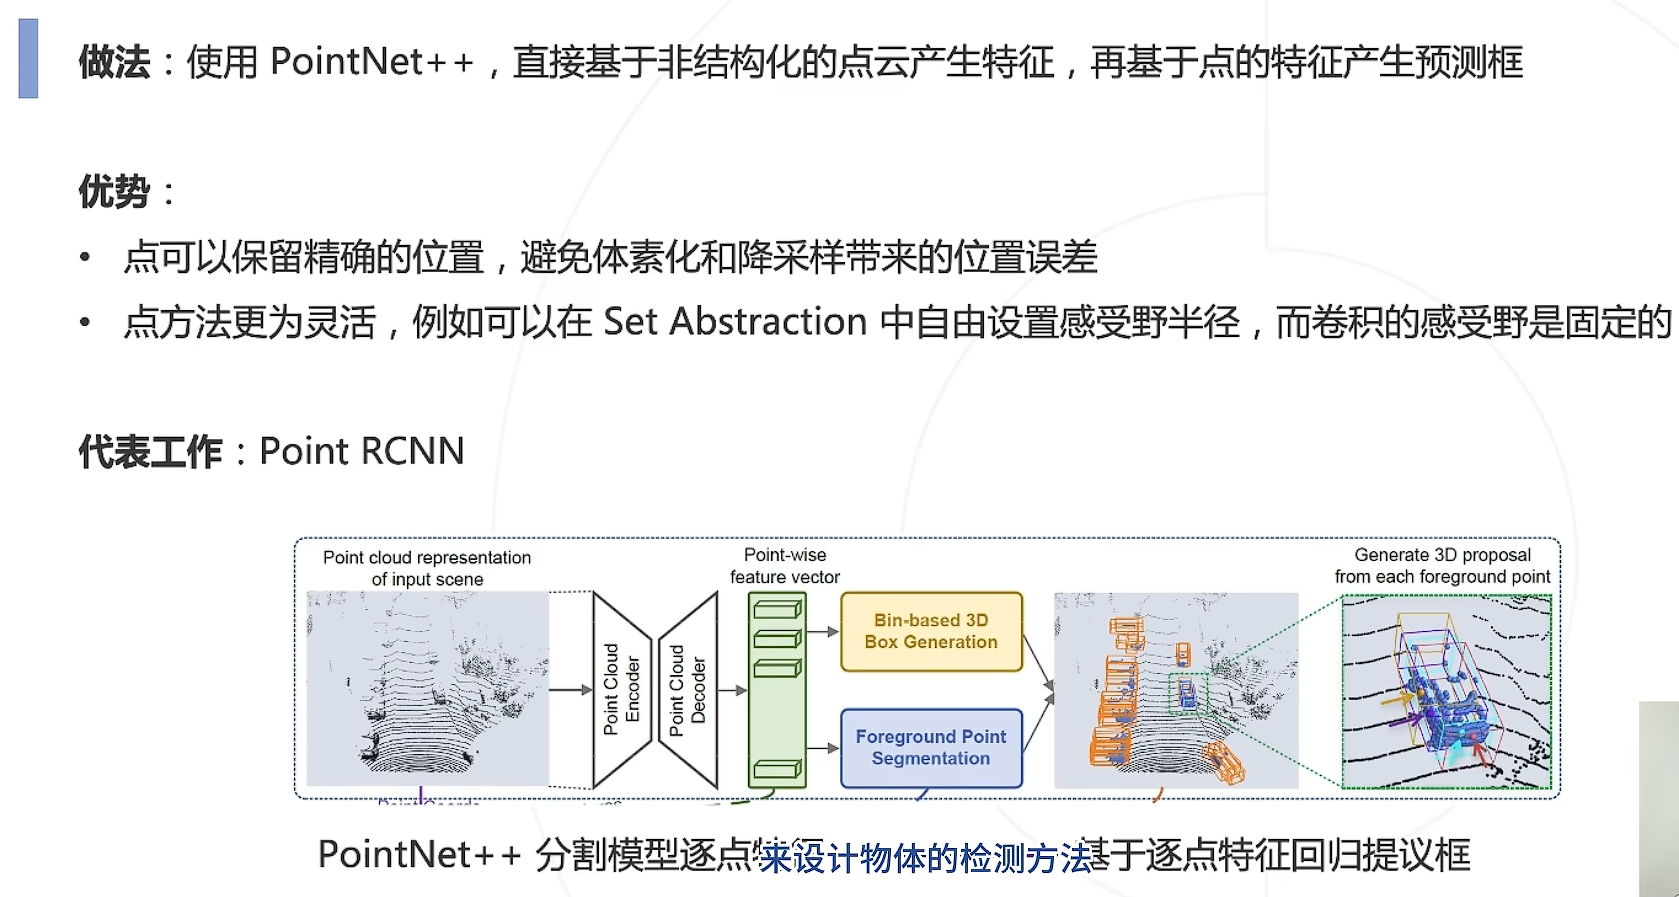 做法：使用 PointNet++，直接基于非结构化的点云产生特征，再基于点的特征产生预测框
优势：
• 点可以保留精确的位置，避免体素化和降采样带来的位置误差
• 点方法更为灵活，例如可以在 Set Abstraction 中自由设置感受野半径，而卷积的感受野是固定的
代表工作：Point RCNN
Point cloud representation
of input scene
Point Cloud
Encoder
Point Cloud
Decoder
Point-wise
feature vector
Bin-based 3D
Box Generation
Foreground Point
Segmentation
Generate 3D proposal
from each foreground point
PointNet++ 分割模型逐点
基于逐点特征回归提议框
来设计物体的检测方法